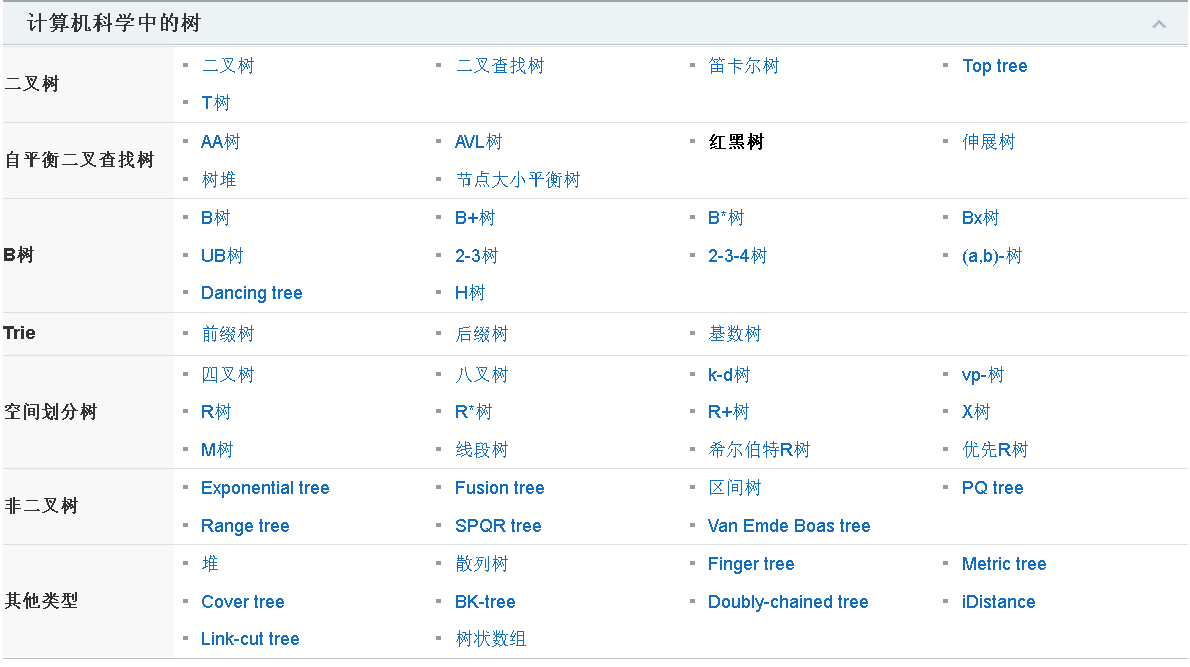 计算机科学中的树
二叉树
二叉树 二叉查找树 笛卡尔树 Top tree
T树
自平衡二叉查找树
AA树 AVL树 红黑树 伸展树
树堆 节点大小平衡树
B树
B树 B+树 B*树 Bx树
UB树 2-3树 2-3-4树 (a,b)-树
Dancing tree H树
Trie
前缀树 后缀树 基数树
空间划分树
四叉树 八叉树 k-d树 vp-树
R树 R*树 R+树 X树
M树 线段树 希尔伯特R树 优先R树
非二叉树
Exponential tree Fusion tree 区间树 PQ tree
Range tree SPQR tree Van Emde Boas tree
其他类型
堆 散列树 Finger tree Metric tree
Cover tree BK-tree Doubly-chained tree iDistance
Link-cut tree 树状数组